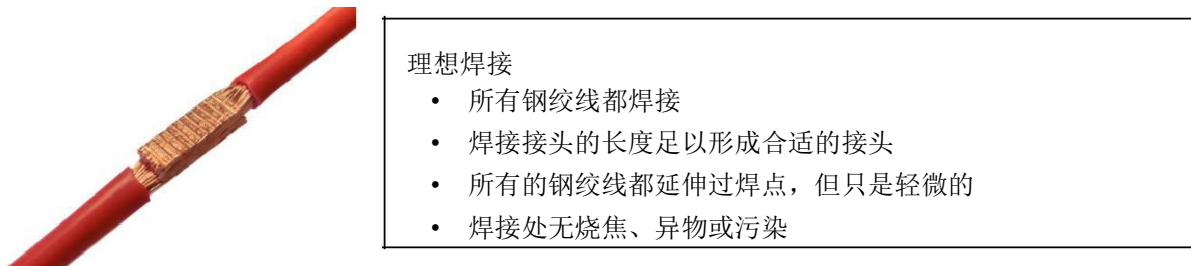 理想焊接
• 所有钢绞线都焊接
• 焊接接头的长度足以形成合适的接头
• 所有的钢绞线都延伸过焊点，但只是轻微的
• 焊接处无烧焦、异物或污染